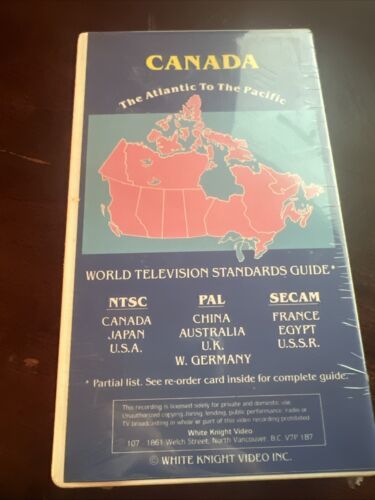 CANADA
The Atlantic To The Pacific
WORLD TELEVISION STANDARDS GUIDE*
NTSC PAL SECAM
CANADA CHINA FRANCE
JAPAN AUSTRALIA EGYPT
U.S.A. U.K. U.S.S.R.
W. GERMANY
* Partial list. See re-order card inside for complete guide.
This recording is licensed solely for private and domestic use.
Unauthorized copying, hiring, lending, public performance, radio or
TV broadcasting in whole or part of this video recording prohibited.
White Knight Video
107 1861 Welch Street, North Vancouver, B.C. V7P 1B7
© WHITE KNIGHT VIDEO INC.